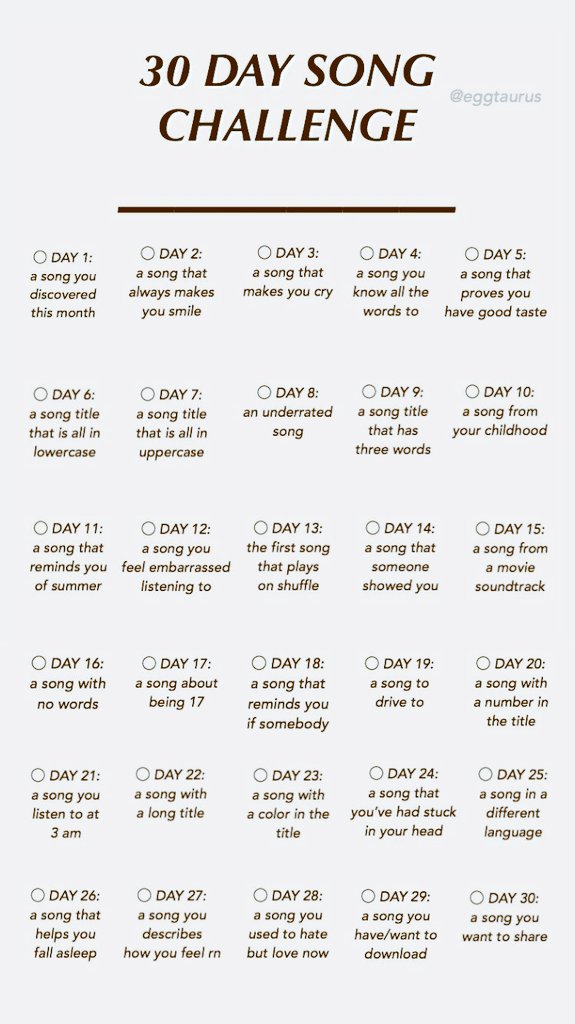 30 DAY SONG
CHALLENGE
@eggtaurus
DAY 1:
a song you
discovered
this month
DAY 2:
a song that
always makes
you smile
DAY 3:
a song that
makes you cry
DAY 4:
a song you
know all the
words to
DAY 5:
a song that
proves you
have good taste
DAY 6:
a song title
that is all in
lowercase
DAY 7:
a song title
that is all in
uppercase
DAY 8:
an underrated
song
DAY 9:
a song title
that has
three words
DAY 10:
a song from
your childhood
DAY 11:
a song that
reminds you
of summer
DAY 12:
a song you
feel embarrassed
listening to
DAY 13:
the first song
that plays
on shuffle
DAY 14:
a song that
someone
showed you
DAY 15:
a song from
a movie
soundtrack
DAY 16:
a song with
no words
DAY 17:
a song about
being 17
DAY 18:
a song that
reminds you
if somebody
DAY 19:
a song to
drive to
DAY 20:
a song with
a number in
the title
DAY 21:
a song you
listen to at
3 am
DAY 22:
a song with
a long title
DAY 23:
a song with
a color in the
title
DAY 24:
a song that
you've had stuck
in your head
DAY 25:
a song in a
different
language
DAY 26:
a song that
helps you
fall asleep
DAY 27:
a song you
describes
how you feel rn
DAY 28:
a song you
used to hate
but love now
DAY 29:
a song you
have/want to
download
DAY 30:
a song you
want to share